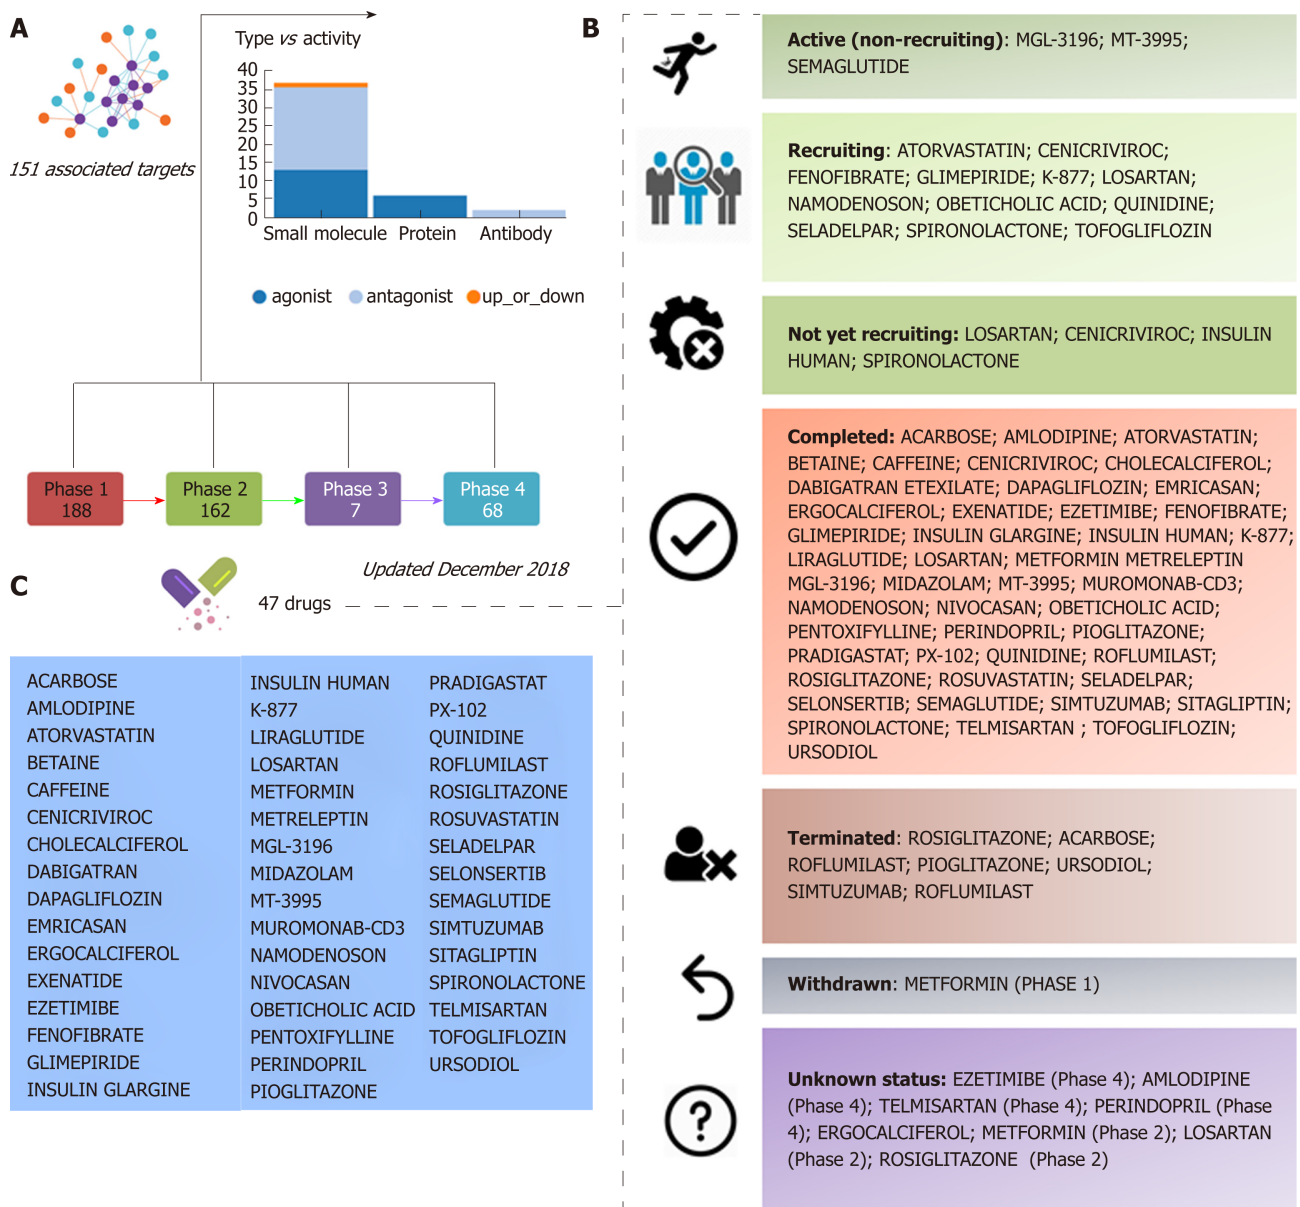 A
Type vs activity
40
35
30
25
20
15
10
5
0
Small molecule
Protein
Antibody
151 associated targets
agonist
antagonist
up_or_down
Phase 1
188
Phase 2
162
Phase 3
7
Phase 4
68
Updated December 2018
B
Active (non-recruiting): MGL-3196; MT-3995;
SEMAGLUTIDE
Recruiting: ATORVASTATIN; CENICRIVIROC;
FENOFIBRATE; GLIMEPIRIDE; K-877; LOSARTAN;
NAMODENOSON; OBETICHOLIC ACID; QUINIDINE;
SELADELPAR; SPIRONOLACTONE; TOFOGLIFLOZIN
Not yet recruiting: LOSARTAN; CENICRIVIROC; INSULIN
HUMAN; SPIRONOLACTONE
Completed: ACARBOSE; AMLODIPINE; ATORVASTATIN;
BETAINE; CAFFEINE; CENICRIVIROC; CHOLECALCIFEROL;
DABIGATRAN ETEXILATE; DAPAGLIFLOZIN; EMRICASAN;
ERGOCALCIFEROL; EXENATIDE; EZETIMIBE; FENOFIBRATE;
GLIMEPIRIDE; INSULIN GLARGINE; INSULIN HUMAN; K-877;
LIRAGLUTIDE; LOSARTAN; METFORMIN METRELEPTIN
MGL-3196; MIDAZOLAM; MT-3995; MUROMONAB-CD3;
NAMODENOSON; NIVOCASAN; OBETICHOLIC ACID;
PENTOXIFYLLINE; PERINDOPRIL; PIOGLITAZONE;
PRADIGASTAT; PX-102; QUINIDINE; ROFLUMILAST;
ROSIGLITAZONE; ROSUVASTATIN; SELADELPAR;
SELONSERTIB; SEMAGLUTIDE; SIMTUZUMAB; SITAGLIPTIN;
SPIRONOLACTONE; TELMISARTAN ; TOFOGLIFLOZIN;
URSODIOL
Terminated: ROSIGLITAZONE; ACARBOSE;
ROFLUMILAST; PIOGLITAZONE; URSODIOL;
SIMTUZUMAB; ROFLUMILAST
Withdrawn: METFORMIN (PHASE 1)
Unknown status: EZETIMIBE (Phase 4); AMLODIPINE
(Phase 4); TELMISARTAN (Phase 4); PERINDOPRIL (Phase
4); ERGOCALCIFEROL; METFORMIN (Phase 2); LOSARTAN
(Phase 2); ROSIGLITAZONE (Phase 2)
C
47 drugs
ACARBOSE
AMLODIPINE
ATORVASTATIN
BETAINE
CAFFEINE
CENICRIVIROC
CHOLECALCIFEROL
DABIGATRAN
DAPAGLIFLOZIN
EMRICASAN
ERGOCALCIFEROL
EXENATIDE
EZETIMIBE
FENOFIBRATE
GLIMEPIRIDE
INSULIN GLARGINE
INSULIN HUMAN
K-877
LIRAGLUTIDE
LOSARTAN
METFORMIN
METRELEPTIN
MGL-3196
MIDAZOLAM
MT-3995
MUROMONAB-CD3
NAMODENOSON
NIVOCASAN
OBETICHOLIC ACID
PENTOXIFYLLINE
PERINDOPRIL
PIOGLITAZONE
PRADIGASTAT
PX-102
QUINIDINE
ROFLUMILAST
ROSIGLITAZONE
ROSUVASTATIN
SELADELPAR
SELONSERTIB
SEMAGLUTIDE
SIMTUZUMAB
SITAGLIPTIN
SPIRONOLACTONE
TELMISARTAN
TOFOGLIFLOZIN
URSODIOL